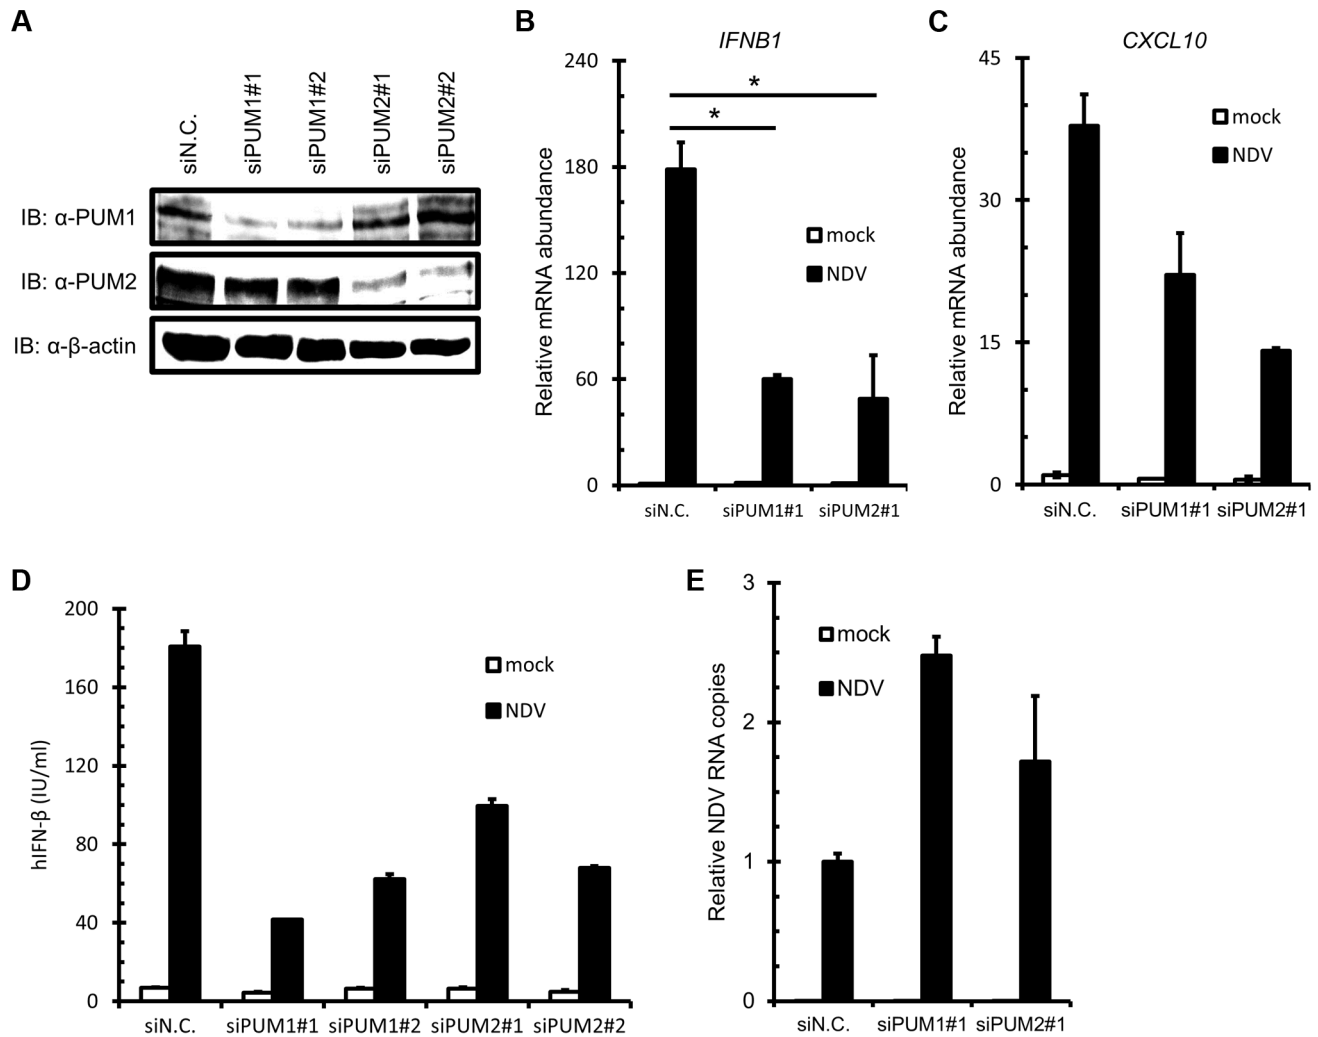 A
siN.C.
siPUM1#1
siPUM1#2
siPUM2#1
siPUM2#2
IB: α-PUM1
IB: α-PUM2
IB: α-β-actin
B
IFNB1
Relative mRNA abundance
240
180
120
60
0
*
*
mock
NDV
siN.C.
siPUM1#1
siPUM2#1
C
CXCL10
Relative mRNA abundance
45
30
15
0
mock
NDV
siN.C.
siPUM1#1
siPUM2#1
D
hIFN-β (IU/ml)
200
160
120
80
40
0
mock
NDV
siN.C.
siPUM1#1
siPUM1#2
siPUM2#1
siPUM2#2
E
Relative NDV RNA copies
3
2
1
0
mock
NDV
siN.C.
siPUM1#1
siPUM2#1